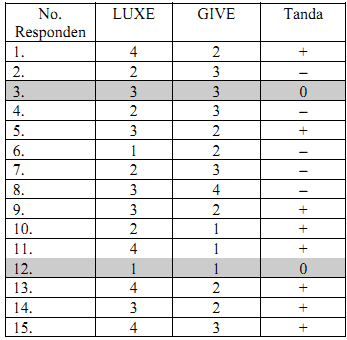 No. Responden LUXE GIVE Tanda
1. 4 2 +
2. 2 3 –
3. 3 3 0
4. 2 3 –
5. 3 2 +
6. 1 2 –
7. 2 3 –
8. 3 4 –
9. 3 2 +
10. 2 1 +
11. 4 1 +
12. 1 1 0
13. 4 2 +
14. 3 2 +
15. 4 3 +